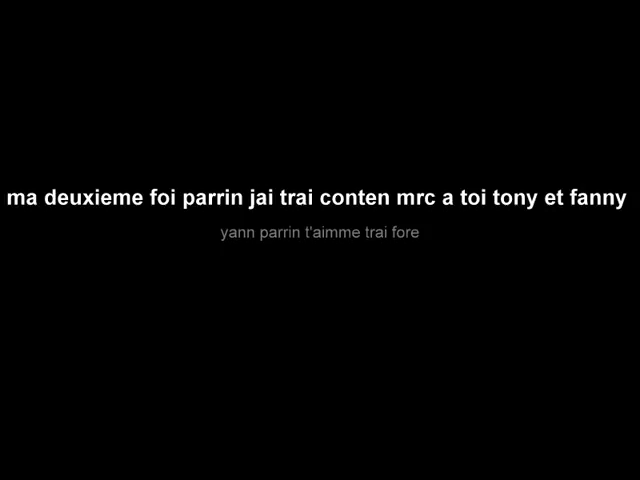 ma deuxieme foi parrin jai trai conten mrc a toi tony et fanny
yann parrin t'aimme trai fore